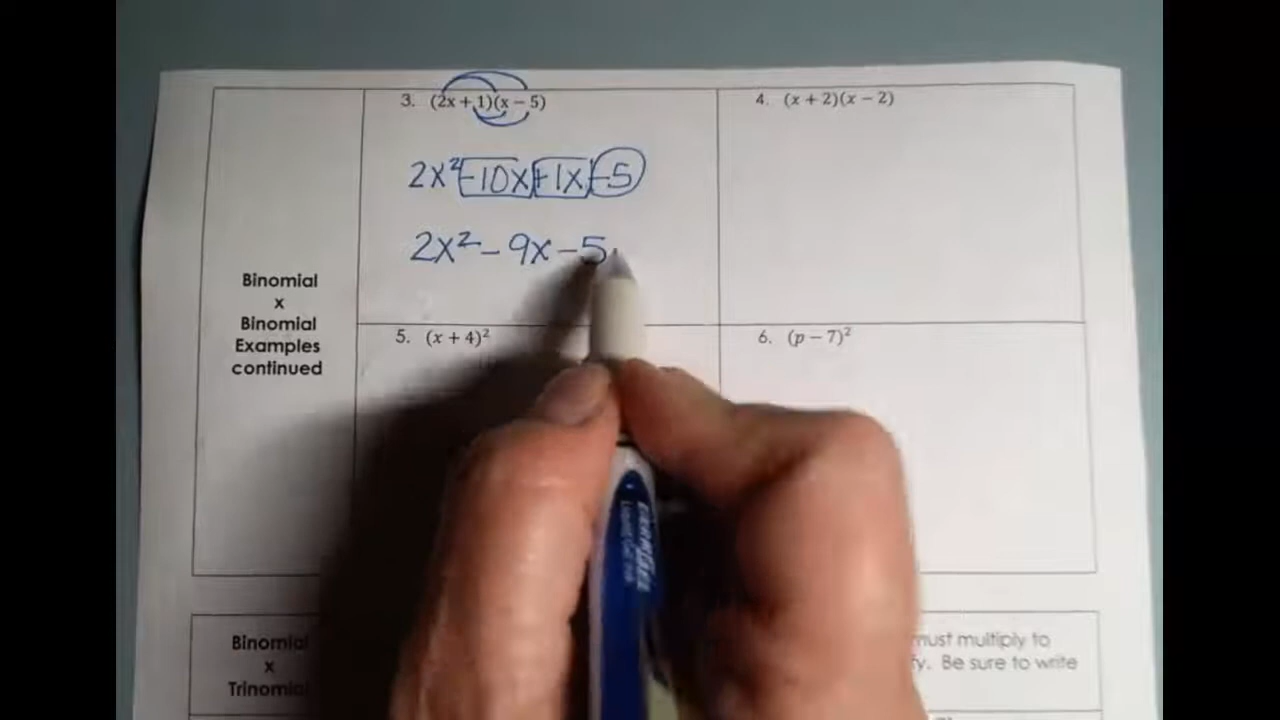 3. (2x + 1)(x − 5)
2x² −10x +1x −5
2x² − 9x − 5
4. (x + 2)(x − 2)
Binomial
x
Binomial
Examples
continued
5. (x + 4)²
6. (p − 7)²
Binomial
x
Trinomial
must multiply to
Be sure to write